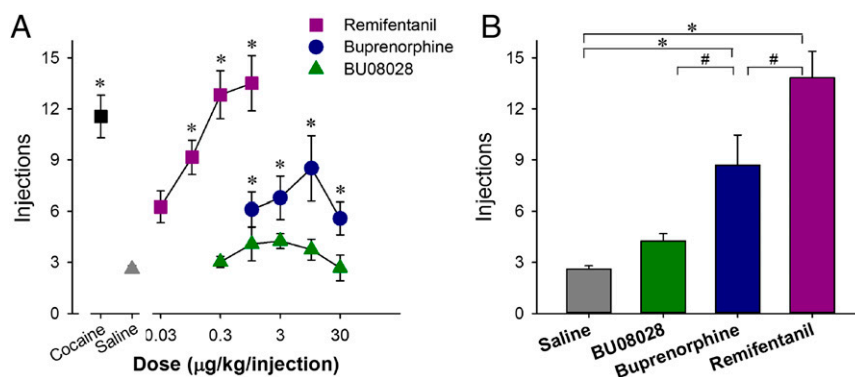 A
Remifentanil
Buprenorphine
BU08028
Injections
15
12
9
6
3
0
*
*
*
*
*
*
*
*
Cocaine
Saline
0.03
0.3
3
30
Dose (μg/kg/injection)
B
Injections
15
12
9
6
3
0
*
*
#
#
Saline
BU08028
Buprenorphine
Remifentanil